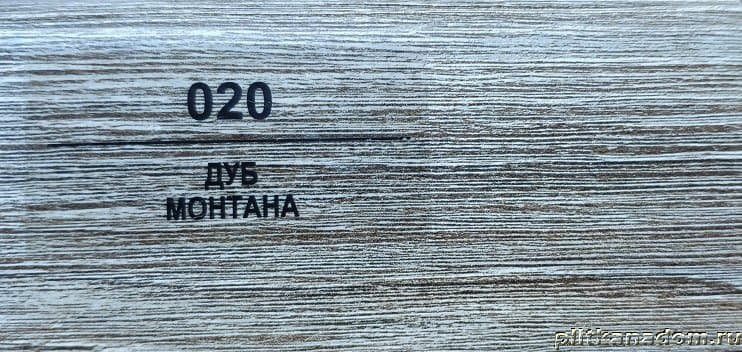 020
ДУБ
МОНТАНА
plitkanadom.ru